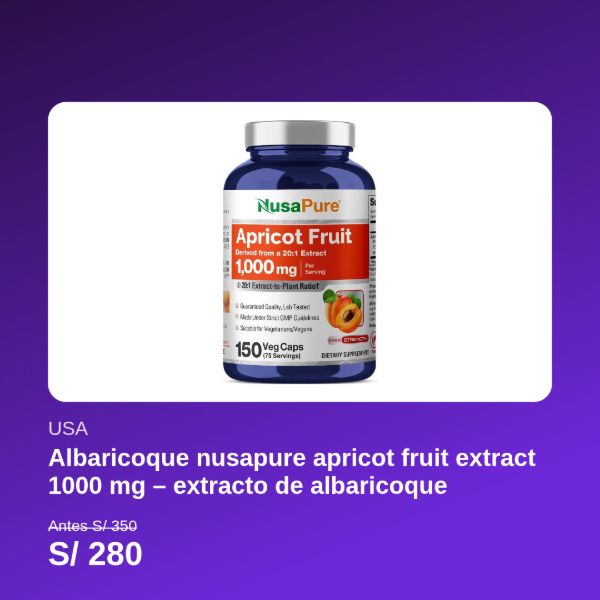 NusaPure
Apricot Fruit
Derived from a 20:1 Extract
1,000 mg Per
Serving
A 20:1 Extract-to-Plant Ratio†
Guaranteed Quality, Lab Tested
Made Under Strict GMP Guidelines
Suitable for Vegetarians/Vegans
MAX STRENGTH
150 Veg Caps
(75 Servings)
DIETARY SUPPLEMENT
USA
Albaricoque nusapure apricot fruit extract
1000 mg – extracto de albaricoque
Antes S/ 350
S/ 280